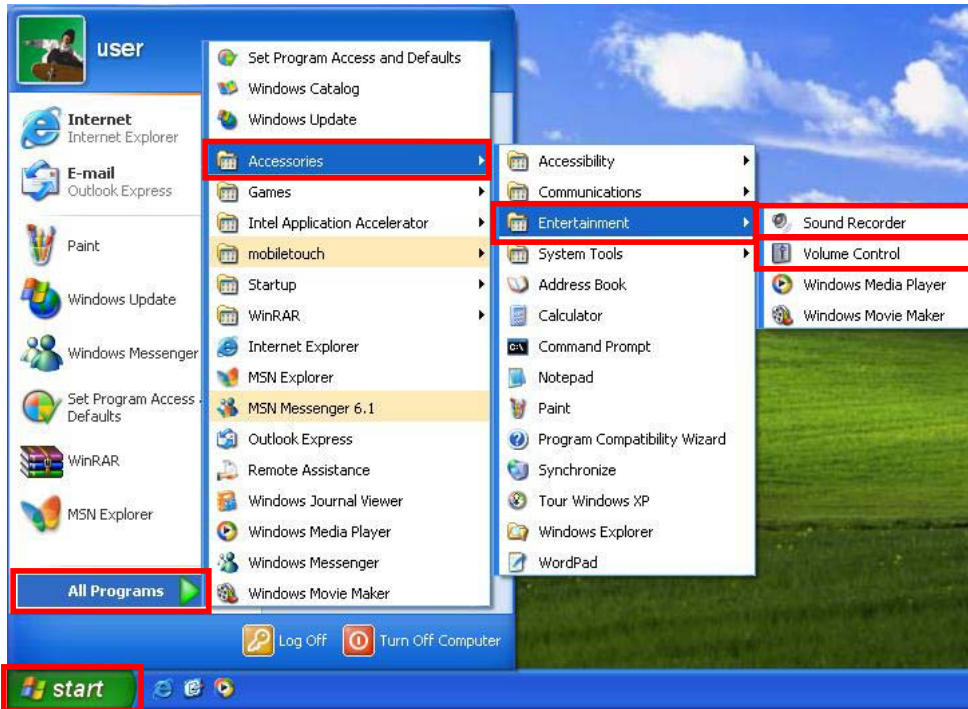 user
Internet
Internet Explorer
E-mail
Outlook Express
Paint
Windows Update
Windows Messenger
Set Program Access
Defaults
WinRAR
MSN Explorer
All Programs
Set Program Access and Defaults
Windows Catalog
Windows Update
Accessories
Games
Intel Application Accelerator
mobiletouch
Startup
WinRAR
Internet Explorer
MSN Explorer
MSN Messenger 6.1
Outlook Express
Remote Assistance
Windows Journal Viewer
Windows Media Player
Windows Messenger
Windows Movie Maker
Accessibility
Communications
Entertainment
System Tools
Address Book
Calculator
Command Prompt
Notepad
Paint
Program Compatibility Wizard
Synchronize
Tour Windows XP
Windows Explorer
WordPad
Sound Recorder
Volume Control
Windows Media Player
Windows Movie Maker
Log Off
Turn Off Computer
start